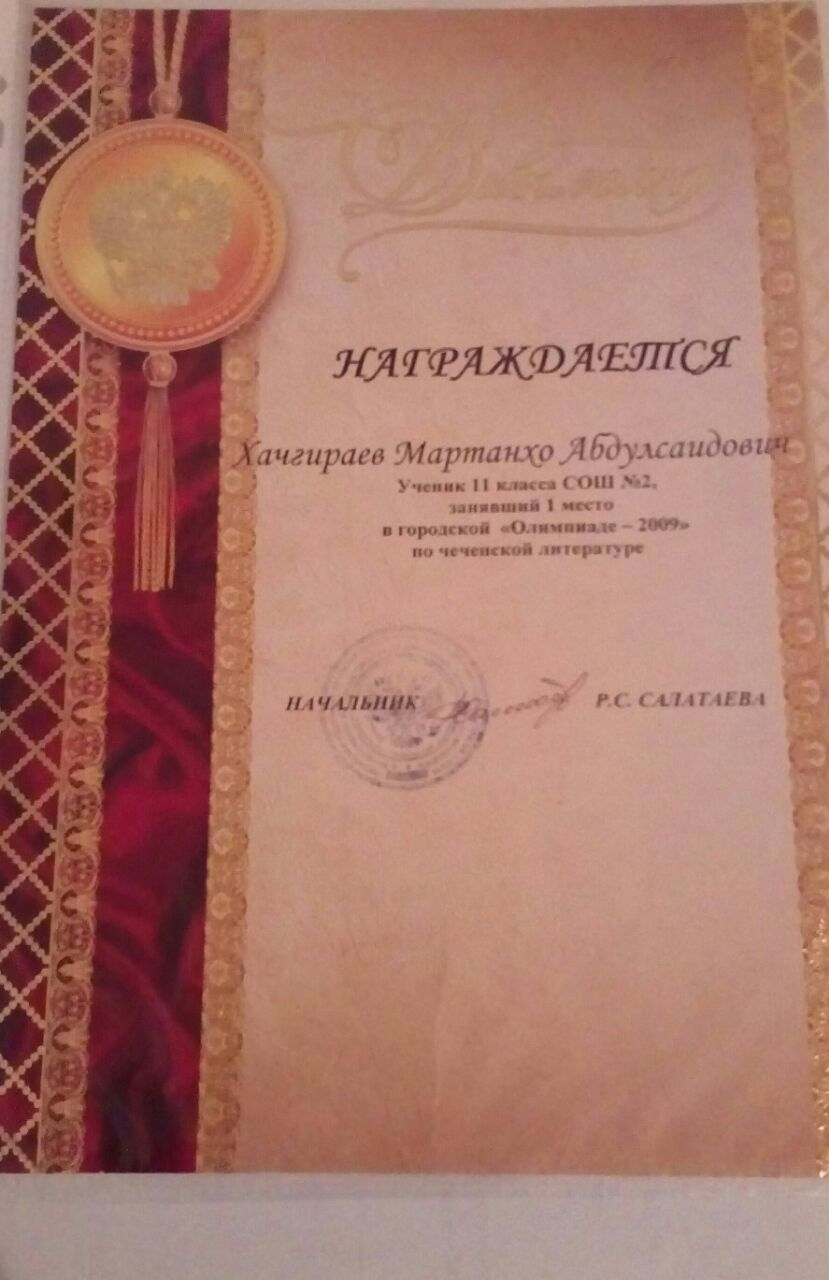 Диплом
НАГРАЖДАЕТСЯ
Хачгираев Мартанхо Абдулсаидович
Ученик 11 класса СОШ №2,
занявший 1 место
в городской «Олимпиаде – 2009»
по чеченской литературе
НАЧАЛЬНИК Р.С. САЛАТАЕВА